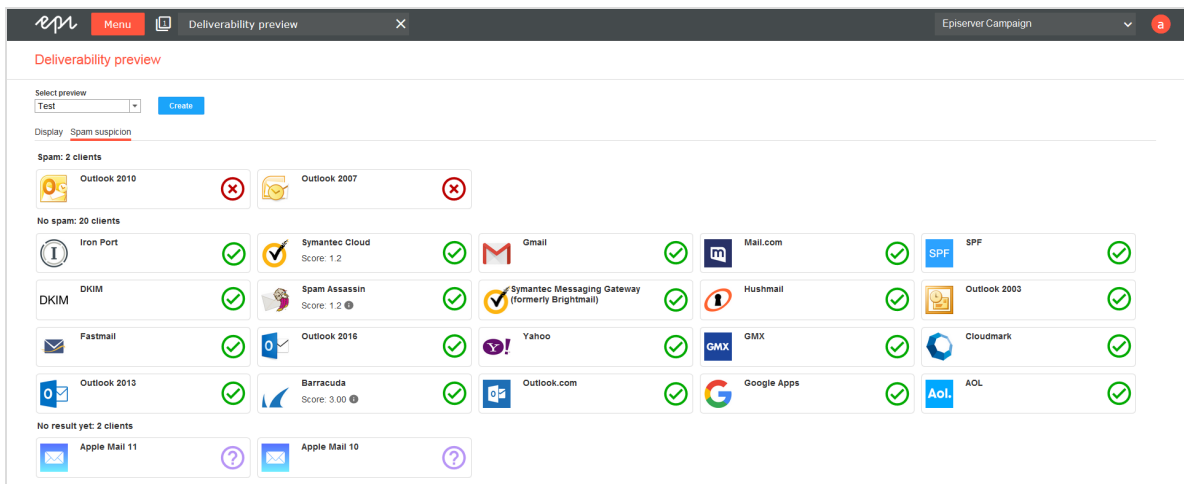 epi Menu 1 Deliverability preview Episerver Campaign a
Deliverability preview
Select preview
Test Create
Display Spam suspicion
Spam: 2 clients
Outlook 2010 Outlook 2007
No spam: 20 clients
Iron Port Symantec Cloud Gmail Mail.com SPF SPF
Score: 1.2
DKIM DKIM Spam Assassin Symantec Messaging Gateway Hushmail Outlook 2003
Score: 1.2 (formerly Brightmail)
Fastmail Outlook 2016 Yahoo GMX GMX Cloudmark
Outlook 2013 Barracuda Outlook.com Google Apps Aol. AOL
Score: 3.00
No result yet: 2 clients
Apple Mail 11 Apple Mail 10